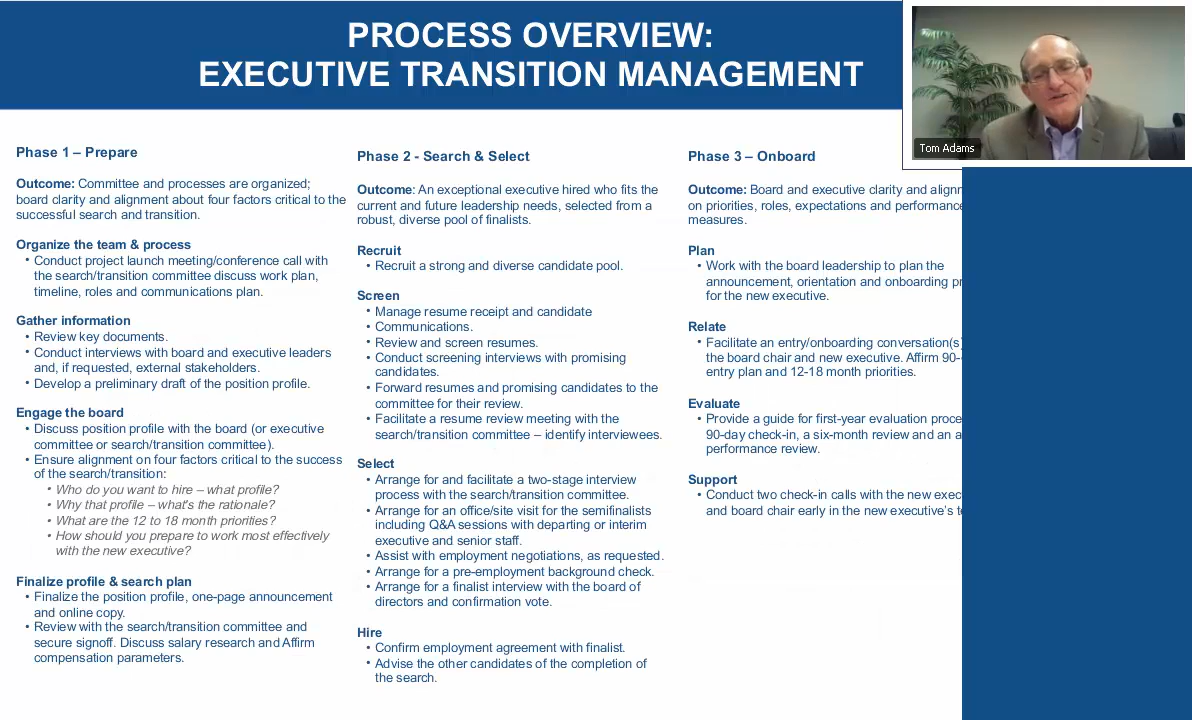 PROCESS OVERVIEW:
EXECUTIVE TRANSITION MANAGEMENT
Tom Adams
Phase 1 – Prepare
Outcome: Committee and processes are organized;
board clarity and alignment about four factors critical to the
successful search and transition.
Organize the team & process
• Conduct project launch meeting/conference call with
the search/transition committee discuss work plan,
timeline, roles and communications plan.
Gather information
• Review key documents.
• Conduct interviews with board and executive leaders
and, if requested, external stakeholders.
• Develop a preliminary draft of the position profile.
Engage the board
• Discuss position profile with the board (or executive
committee or search/transition committee).
• Ensure alignment on four factors critical to the success
of the search/transition:
• Who do you want to hire – what profile?
• Why that profile – what's the rationale?
• What are the 12 to 18 month priorities?
• How should you prepare to work most effectively
with the new executive?
Finalize profile & search plan
• Finalize the position profile, one-page announcement
and online copy.
• Review with the search/transition committee and
secure signoff. Discuss salary research and Affirm
compensation parameters.
Phase 2 - Search & Select
Outcome: An exceptional executive hired who fits the
current and future leadership needs, selected from a
robust, diverse pool of finalists.
Recruit
• Recruit a strong and diverse candidate pool.
Screen
• Manage resume receipt and candidate
• Communications.
• Review and screen resumes.
• Conduct screening interviews with promising
candidates.
• Forward resumes and promising candidates to the
committee for their review.
• Facilitate a resume review meeting with the
search/transition committee – identify interviewees.
Select
• Arrange for and facilitate a two-stage interview
process with the search/transition committee.
• Arrange for an office/site visit for the semifinalists
including Q&A sessions with departing or interim
executive and senior staff.
• Assist with employment negotiations, as requested.
• Arrange for a pre-employment background check.
• Arrange for a finalist interview with the board of
directors and confirmation vote.
Hire
• Confirm employment agreement with finalist.
• Advise the other candidates of the completion of
the search.
Phase 3 – Onboard
Outcome: Board and executive clarity and
on priorities, roles, expectations and performance
measures.
Plan
• Work with the board leadership to plan the
announcement, orientation and onboarding
for the new executive.
Relate
• Facilitate an entry/onboarding conversation(s)
the board chair and new executive. Affirm 90-
entry plan and 12-18 month priorities.
Evaluate
• Provide a guide for first-year evaluation
90-day check-in, a six-month review and an
performance review.
Support
• Conduct two check-in calls with the new
and board chair early in the new executive's